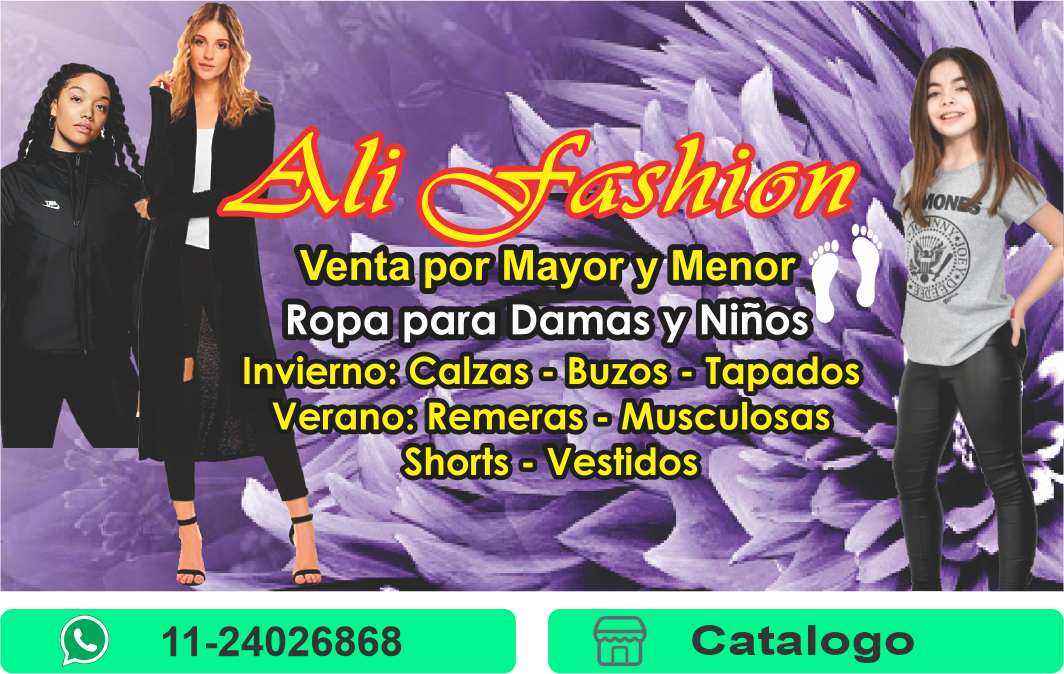 Ali Fashion
Venta por Mayor y Menor
Ropa para Damas y Niños
Invierno: Calzas - Buzos - Tapados
Verano: Remeras - Musculosas
Shorts - Vestidos
11-24026868
Catalogo